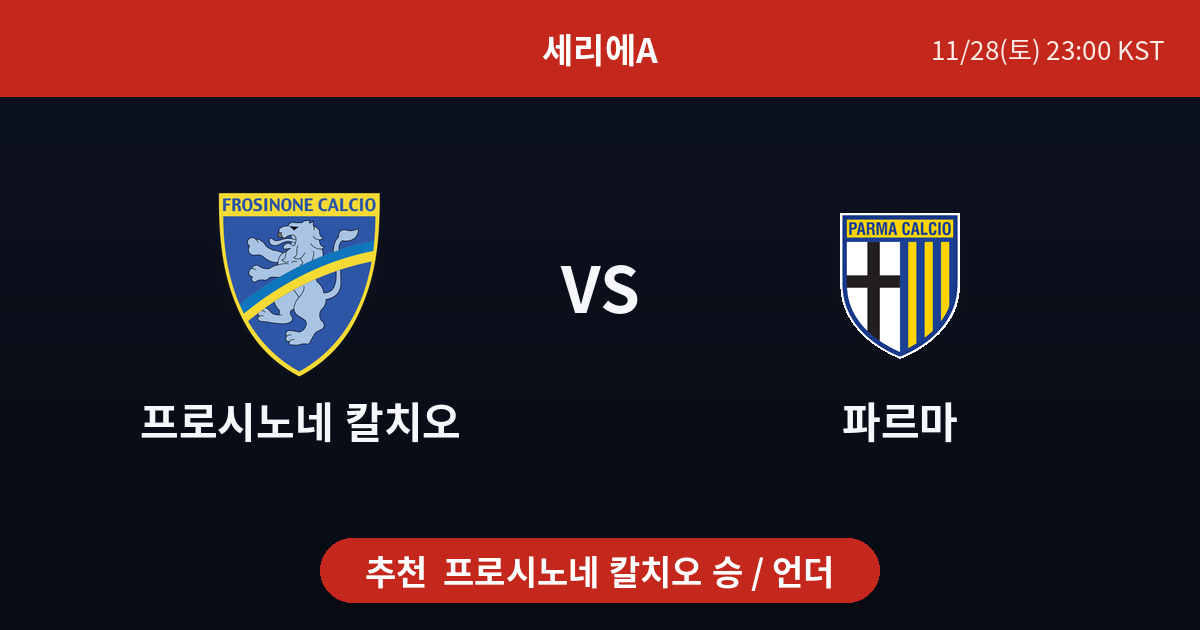 세리에A
11/28(토) 23:00 KST
FROSINONE CALCIO
PARMA CALCIO
VS
프로시노네 칼치오
파르마
추천 프로시노네 칼치오 승 / 언더